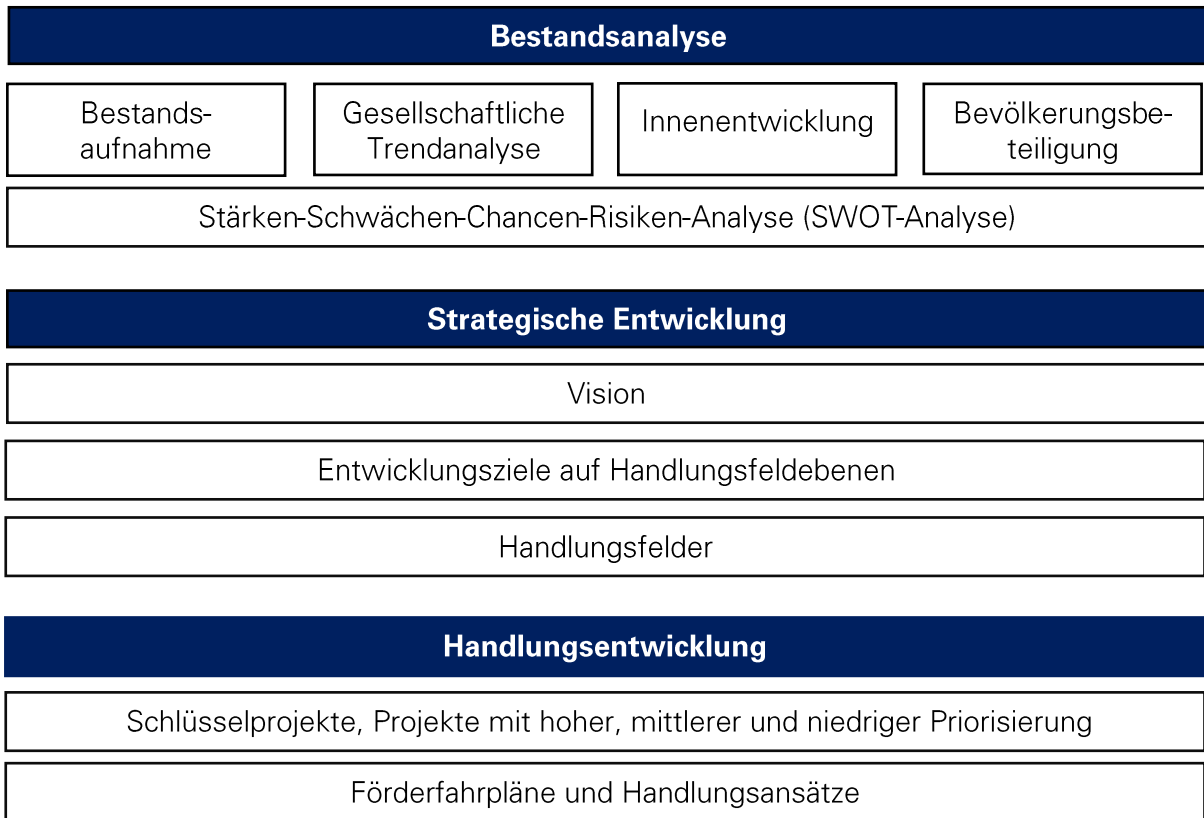 Bestandsanalyse
Bestands-
aufnahme
Gesellschaftliche
Trendanalyse
Innenentwicklung
Bevölkerungsbe-
teiligung
Stärken-Schwächen-Chancen-Risiken-Analyse (SWOT-Analyse)
Strategische Entwicklung
Vision
Entwicklungsziele auf Handlungsfeldebenen
Handlungsfelder
Handlungsentwicklung
Schlüsselprojekte, Projekte mit hoher, mittlerer und niedriger Priorisierung
Förderfahrpläne und Handlungsansätze